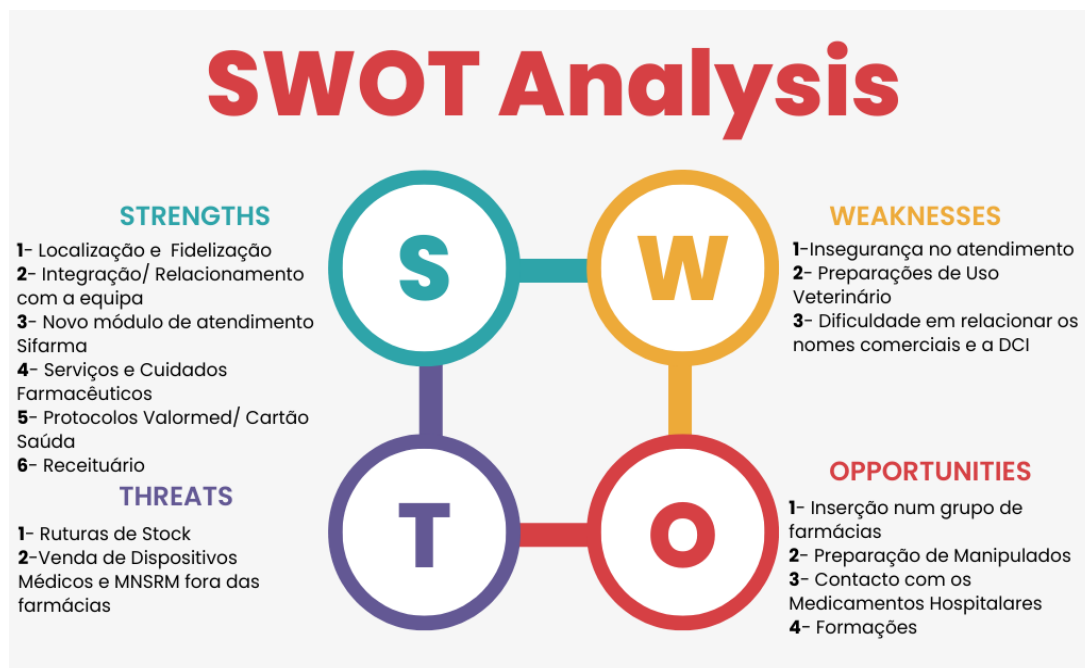 SWOT Analysis
STRENGTHS
1- Localização e Fidelização
2- Integração/ Relacionamento
com a equipa
3- Novo módulo de atendimento
Sifarma
4- Serviços e Cuidados
Farmacêuticos
5- Protocolos Valormed/ Cartão
Saúda
6- Receituário
S
W
WEAKNESSES
1-Insegurança no atendimento
2- Preparações de Uso
Veterinário
3- Dificuldade em relacionar os
nomes comerciais e a DCI
THREATS
1- Ruturas de Stock
2-Venda de Dispositivos
Médicos e MNSRM fora das
farmácias
T
O
OPPORTUNITIES
1- Inserção num grupo de
farmácias
2- Preparação de Manipulados
3- Contacto com os
Medicamentos Hospitalares
4- Formações